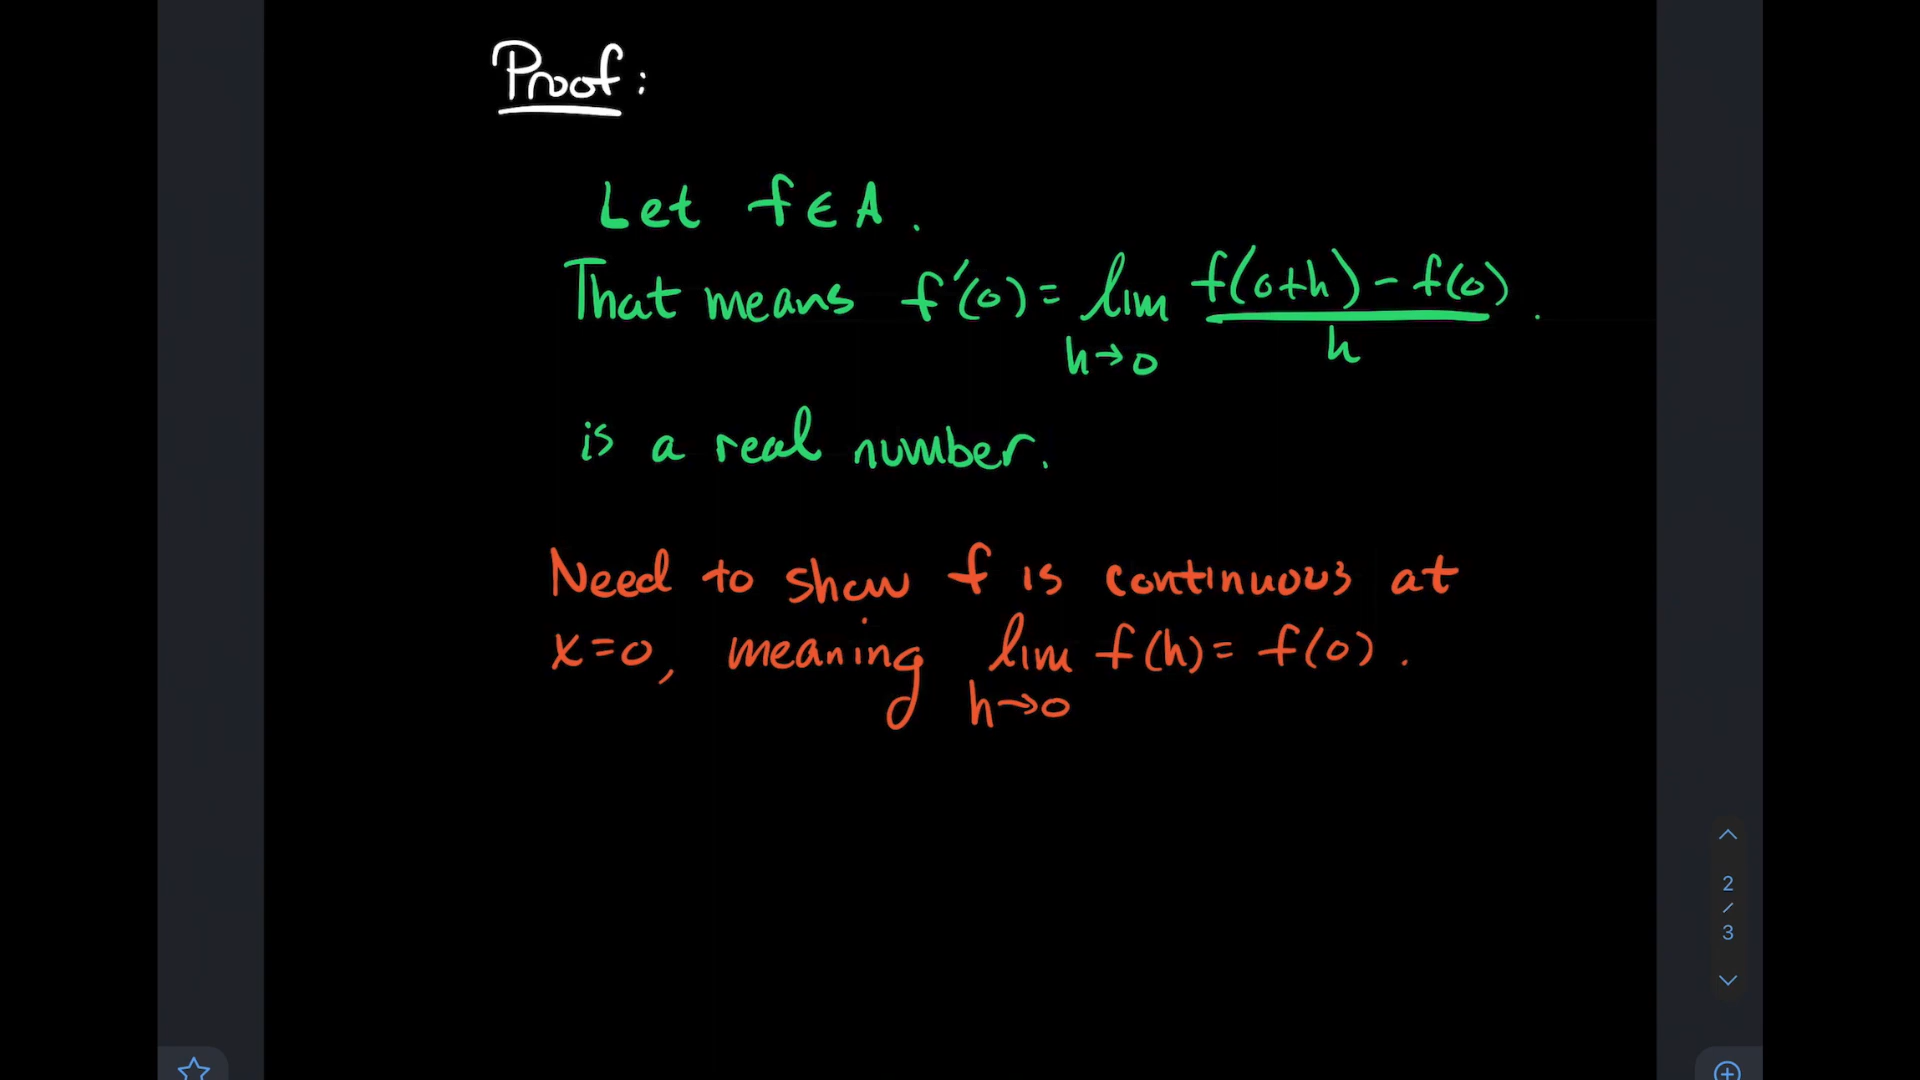 Proof:
Let f ∈ A.
That means f'(0) = lim h→0 f(0+h) - f(0) / h .
is a real number.
Need to show f is continuous at
x=0, meaning lim h→0 f(h) = f(0).
2
/
3